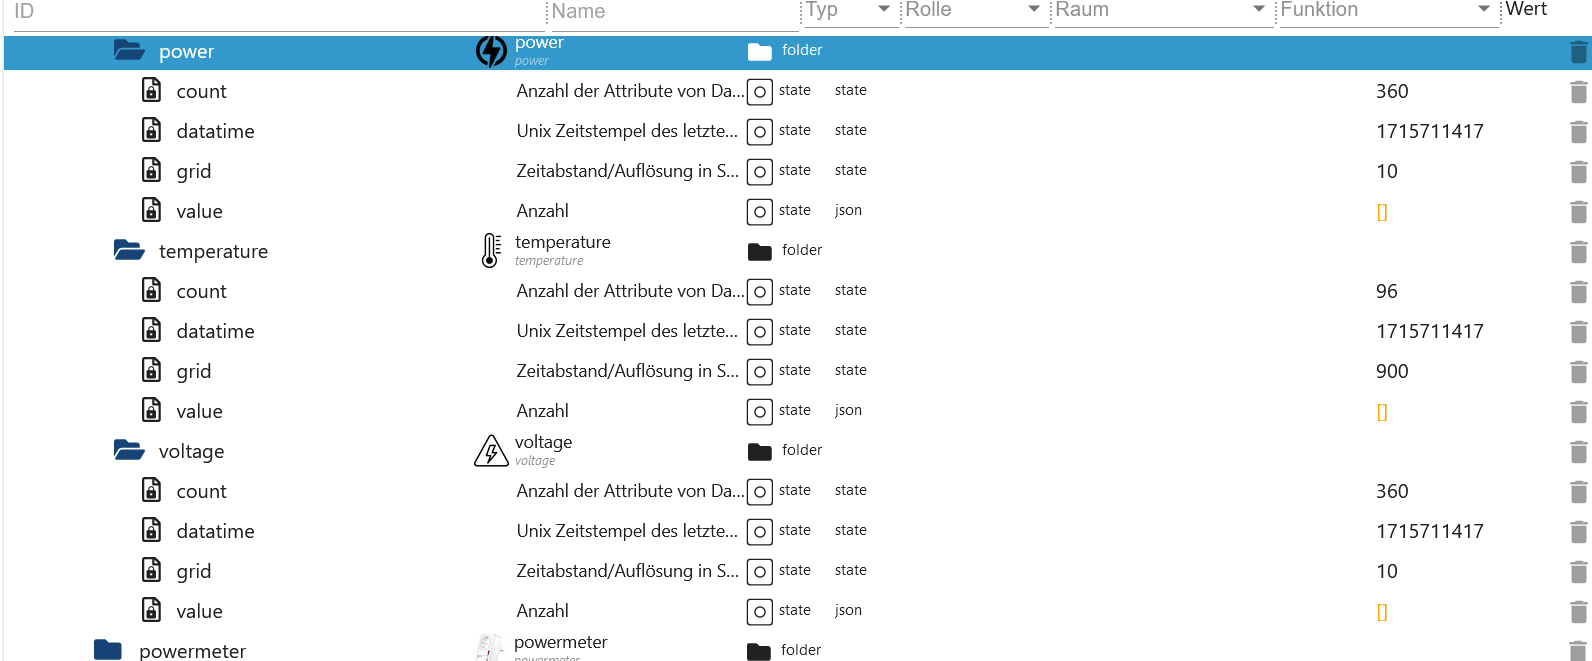 ID Name Typ Rolle Raum Funktion Wert
power power folder
power
count Anzahl der Attribute von Da... state state 360
datatime Unix Zeitstempel des letzte... state state 1715711417
grid Zeitabstand/Auflösung in S... state state 10
value Anzahl state json []
temperature temperature folder
temperature
count Anzahl der Attribute von Da... state state 96
datatime Unix Zeitstempel des letzte... state state 1715711417
grid Zeitabstand/Auflösung in S... state state 900
value Anzahl state json []
voltage voltage folder
voltage
count Anzahl der Attribute von Da... state state 360
datatime Unix Zeitstempel des letzte... state state 1715711417
grid Zeitabstand/Auflösung in S... state state 10
value Anzahl state json []
powermeter powermeter folder
powermeter